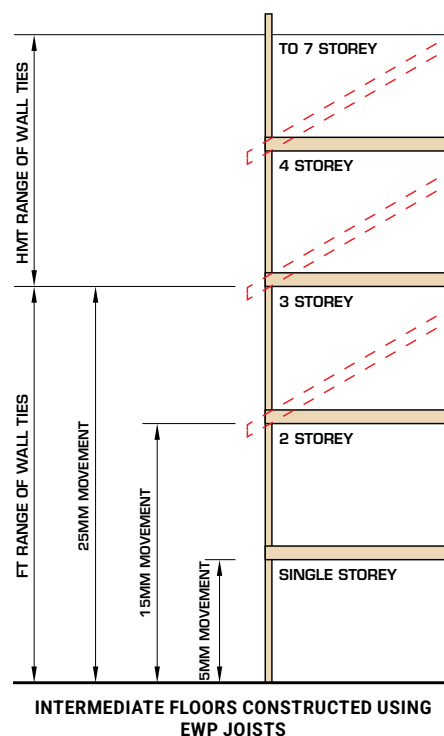 TO 7 STOREY
HMT RANGE OF WALL TIES
4 STOREY
3 STOREY
FT RANGE OF WALL TIES
25MM MOVEMENT
15MM MOVEMENT
5MM MOVEMENT
2 STOREY
SINGLE STOREY
INTERMEDIATE FLOORS CONSTRUCTED USING
EWP JOISTS